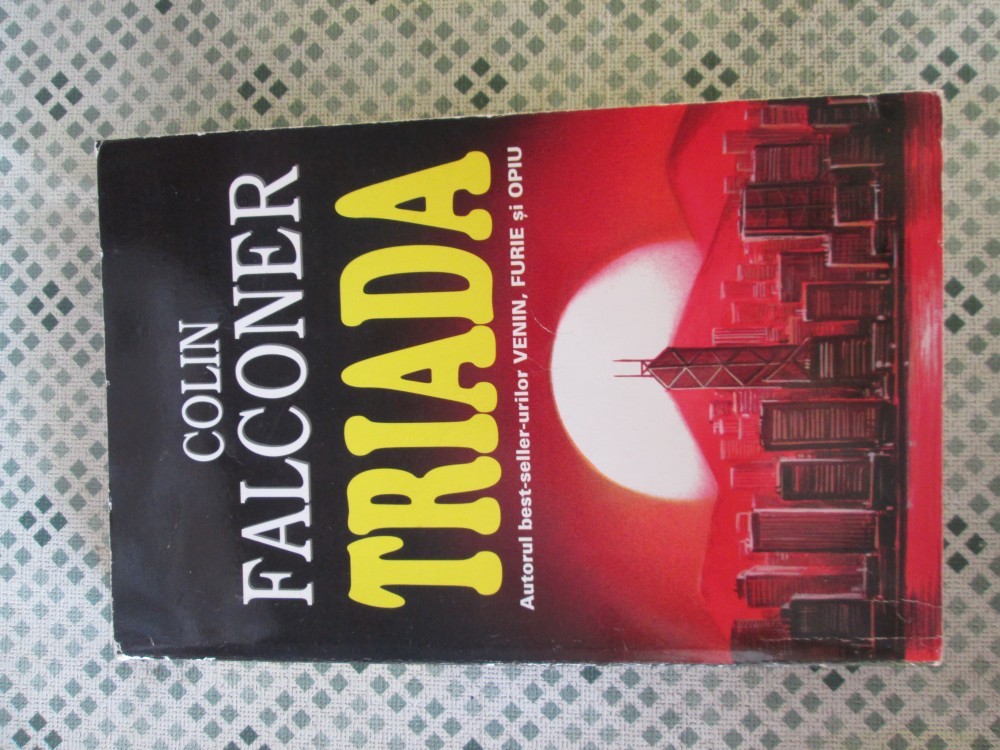 COLIN
FALCONER
TRIADA
Autorul best-seller-urilor VENIN, FURIE și OPIU